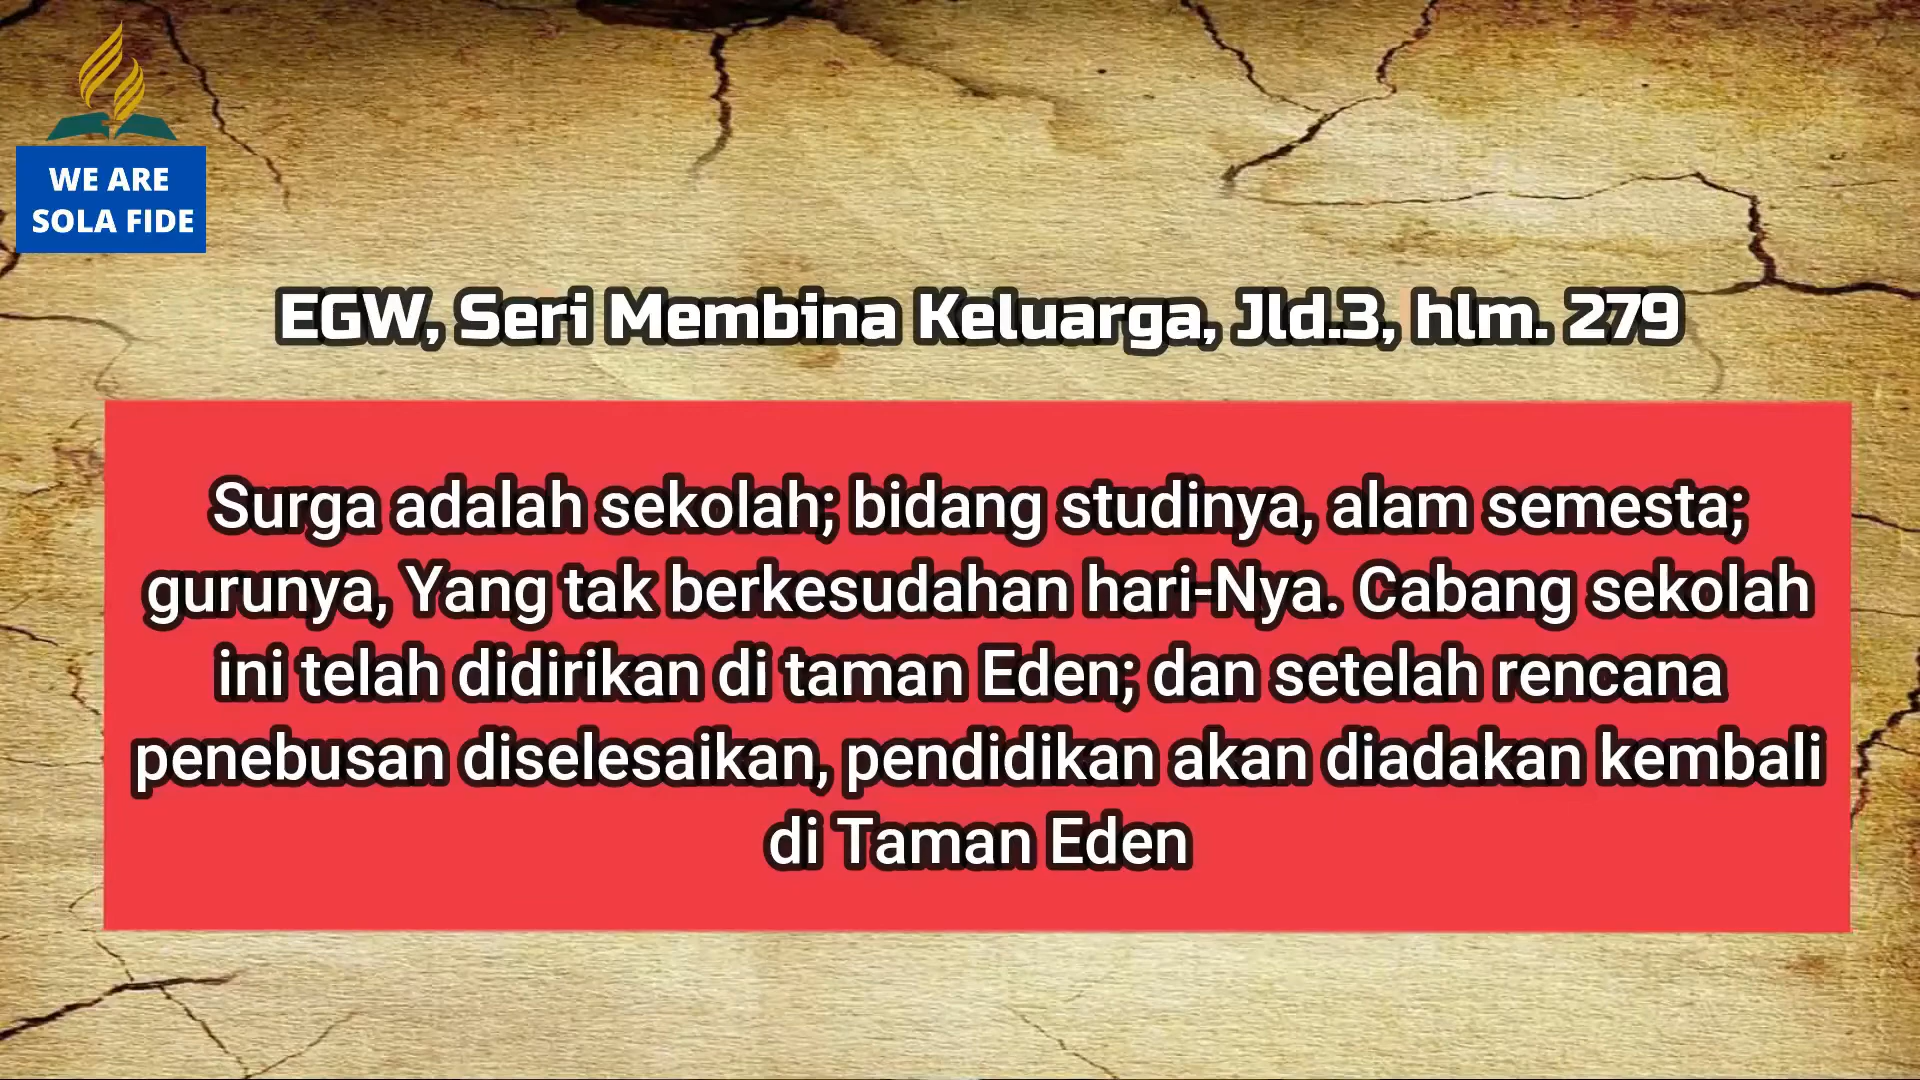 WE ARE
SOLA FIDE
EGW, Seri Membina Keluarga, Jld.3, hlm. 279
Surga adalah sekolah; bidang studinya, alam semesta;
gurunya, Yang tak berkesudahan hari-Nya. Cabang sekolah
ini telah didirikan di taman Eden; dan setelah rencana
penebusan diselesaikan, pendidikan akan diadakan kembali
di Taman Eden